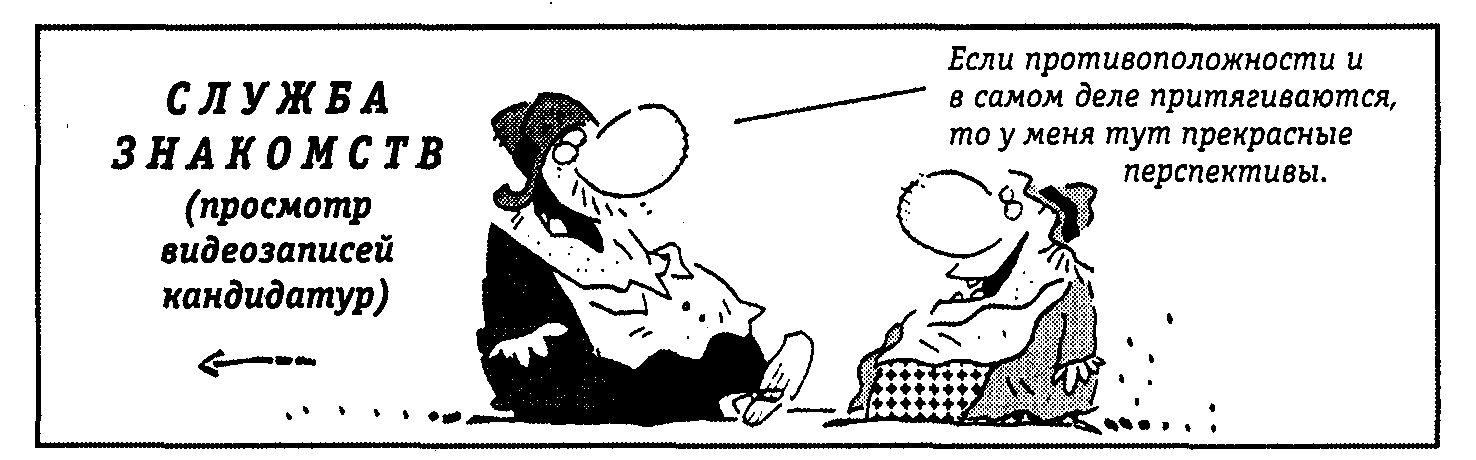 СЛУЖБА
ЗНАКОМСТВ
(просмотр
видеозаписей
кандидатур)
Если противоположности и
в самом деле притягиваются,
то у меня тут прекрасные
перспективы.